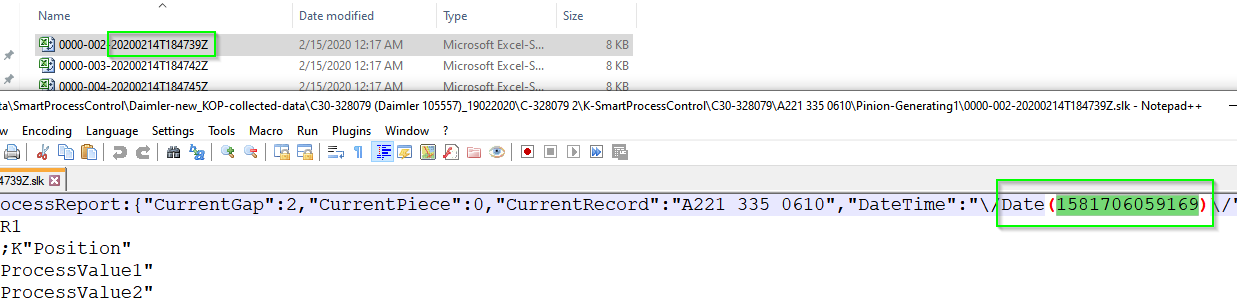 Name Date modified Type Size
0000-002-20200214T184739Z 2/15/2020 12:17 AM Microsoft Excel-S... 8 KB
0000-003-20200214T184742Z 2/15/2020 12:17 AM Microsoft Excel-S... 8 KB
0000-004-20200214T184745Z 2/15/2020 12:17 AM Microsoft Excel-S... 8 KB
ta\SmartProcessControl\Daimler-new_KOP-collected-data\C30-328079 (Daimler 105557)_19022020\C-328079 2\K-SmartProcessControl\C30-328079\A221 335 0610\Pinion-Generating1\0000-002-20200214T184739Z.slk - Notepad++
w Encoding Language Settings Tools Macro Run Plugins Window ?
4739Z.slk
ocessReport:{"CurrentGap":2,"CurrentPiece":0,"CurrentRecord":"A221 335 0610","DateTime":"\/Date(1581706059169)\/"
R1
;K"Position"
ProcessValue1"
ProcessValue2"